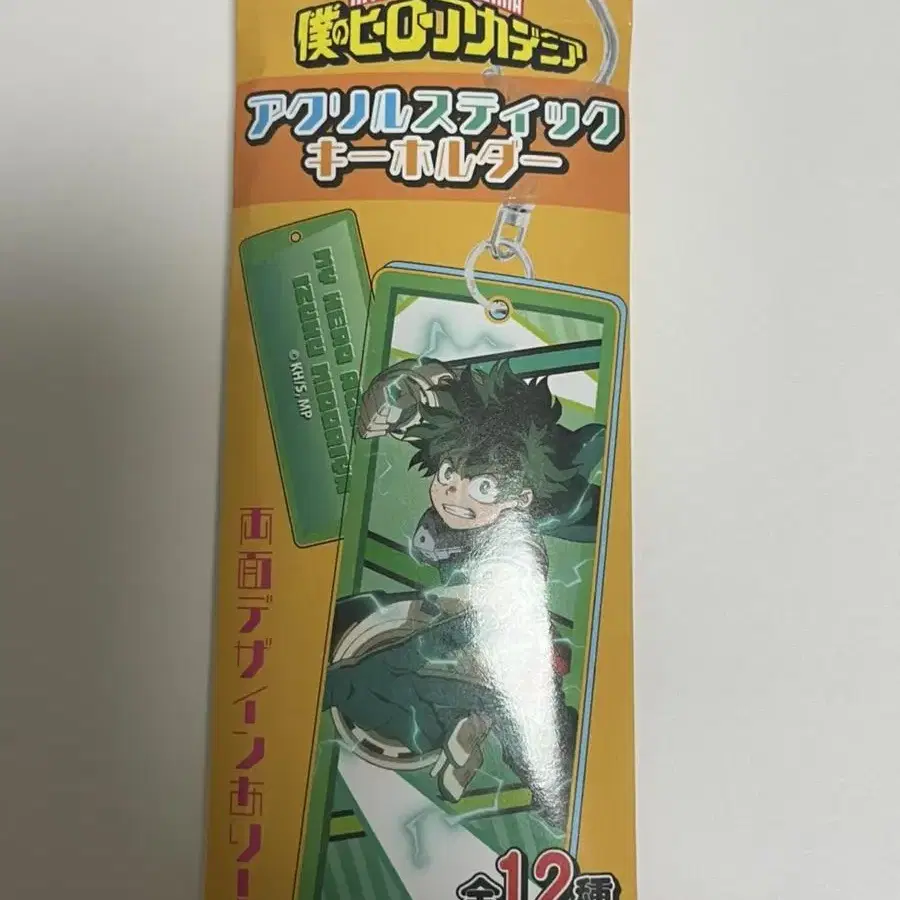 僕のヒーローアカデミア
アクリルスティック
キーホルダー
MY HERO
IZUKU MIDORIYA
©KH/S, MP
両面デザインあり
全12種